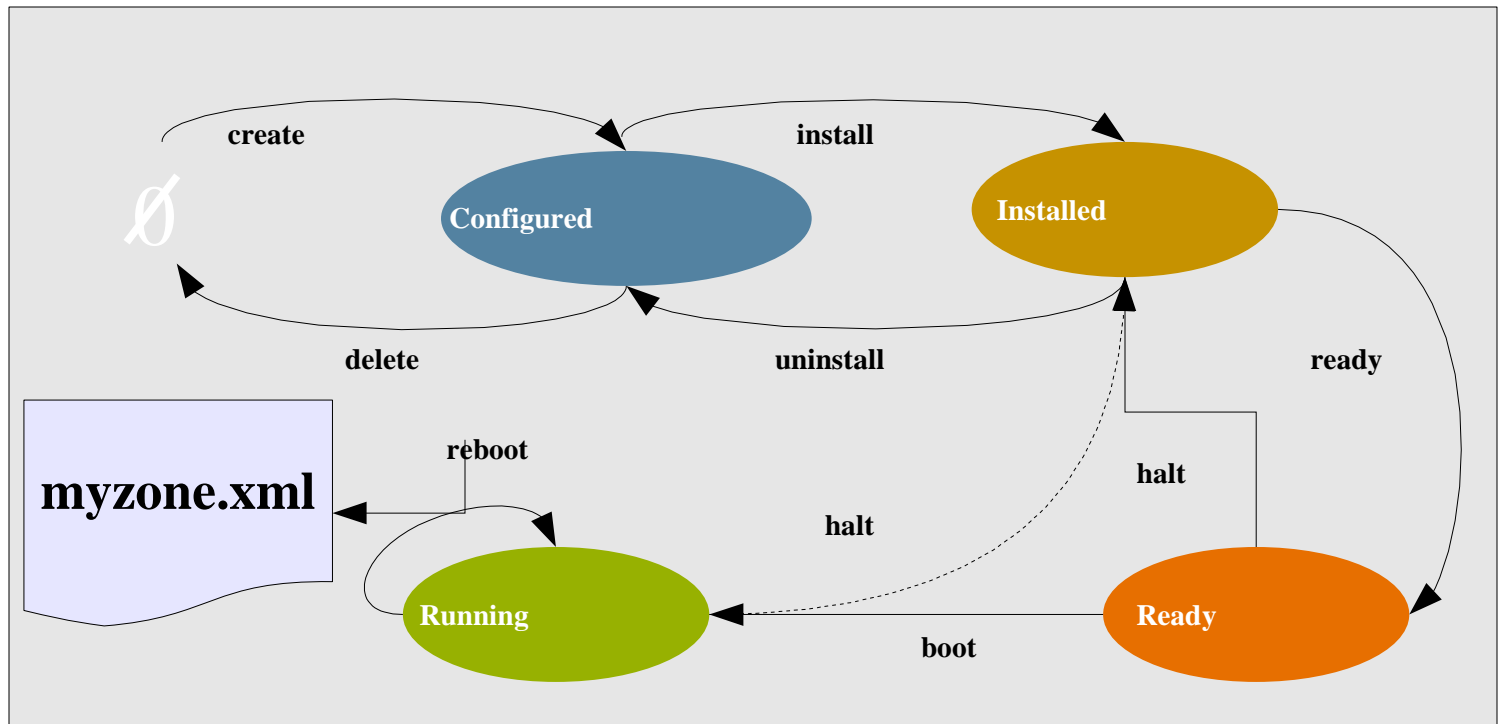 create
install
Ø
Configured
Installed
delete
uninstall
ready
reboot
myzone.xml
halt
halt
Running
Ready
boot